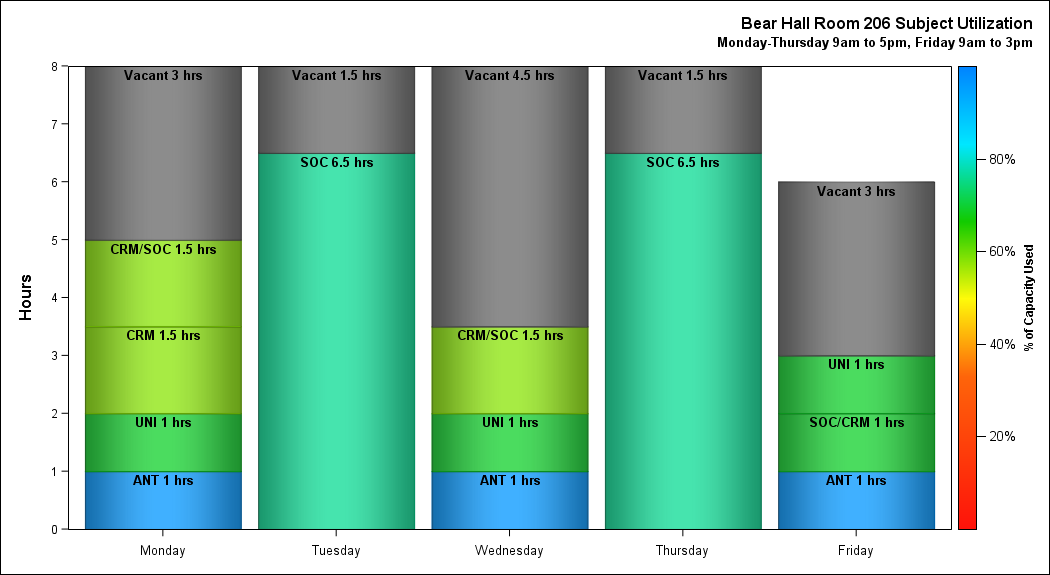 Bear Hall Room 206 Subject Utilization
Monday-Thursday 9am to 5pm, Friday 9am to 3pm
Hours
8
7
6
5
4
3
2
1
0
Vacant 3 hrs
CRM/SOC 1.5 hrs
CRM 1.5 hrs
UNI 1 hrs
ANT 1 hrs
Vacant 1.5 hrs
SOC 6.5 hrs
Vacant 4.5 hrs
CRM/SOC 1.5 hrs
UNI 1 hrs
ANT 1 hrs
Vacant 1.5 hrs
SOC 6.5 hrs
Vacant 3 hrs
UNI 1 hrs
SOC/CRM 1 hrs
ANT 1 hrs
Monday
Tuesday
Wednesday
Thursday
Friday
80%
60%
40%
20%
% of Capacity Used